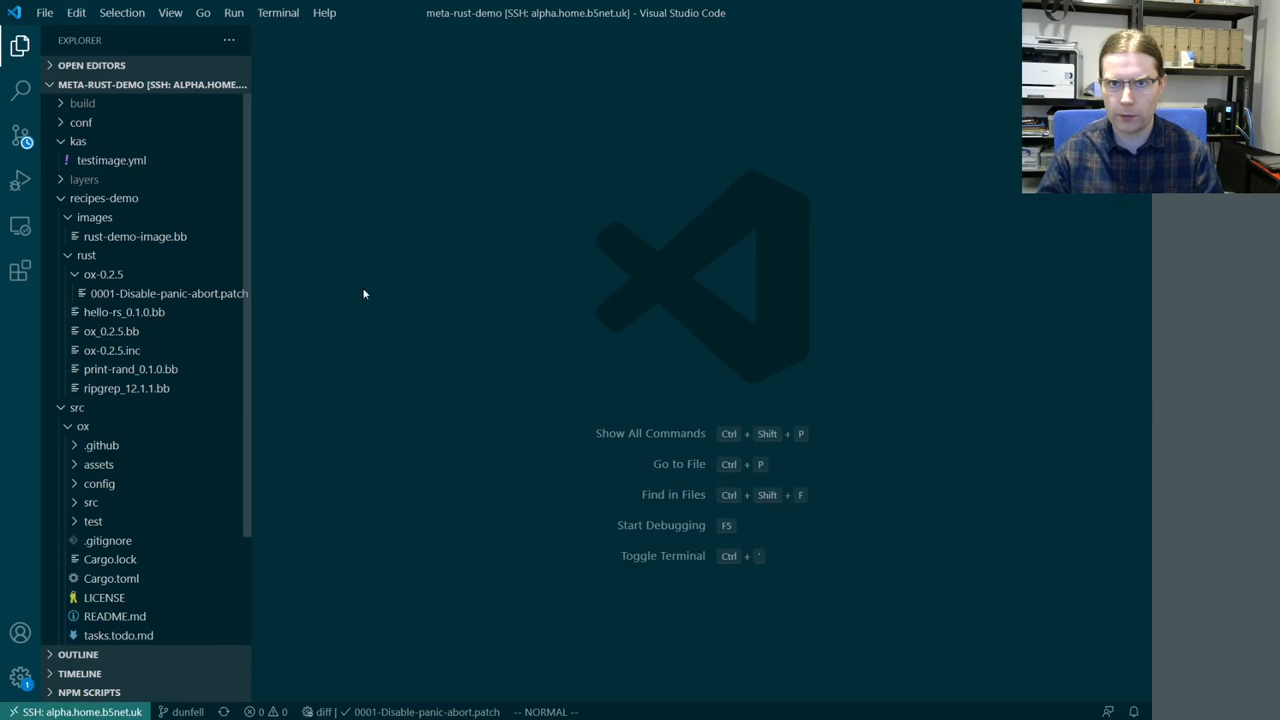 File Edit Selection View Go Run Terminal Help
meta-rust-demo [SSH: alpha.home.b5net.uk] - Visual Studio Code
EXPLORER
OPEN EDITORS
META-RUST-DEMO [SSH: ALPHA.HOME....
build
conf
kas
testimage.yml
layers
recipes-demo
images
rust-demo-image.bb
rust
ox-0.2.5
0001-Disable-panic-abort.patch
hello-rs_0.1.0.bb
ox_0.2.5.bb
ox-0.2.5.inc
print-rand_0.1.0.bb
ripgrep_12.1.1.bb
src
ox
.github
assets
config
src
test
.gitignore
Cargo.lock
Cargo.toml
LICENSE
README.md
tasks.todo.md
OUTLINE
TIMELINE
NPM SCRIPTS
Show All Commands Ctrl + Shift + P
Go to File Ctrl + P
Find in Files Ctrl + Shift + F
Start Debugging F5
Toggle Terminal Ctrl + '
1
SSH: alpha.home.b5net.uk dunfell 0 0 diff | ✓ 0001-Disable-panic-abort.patch -- NORMAL --